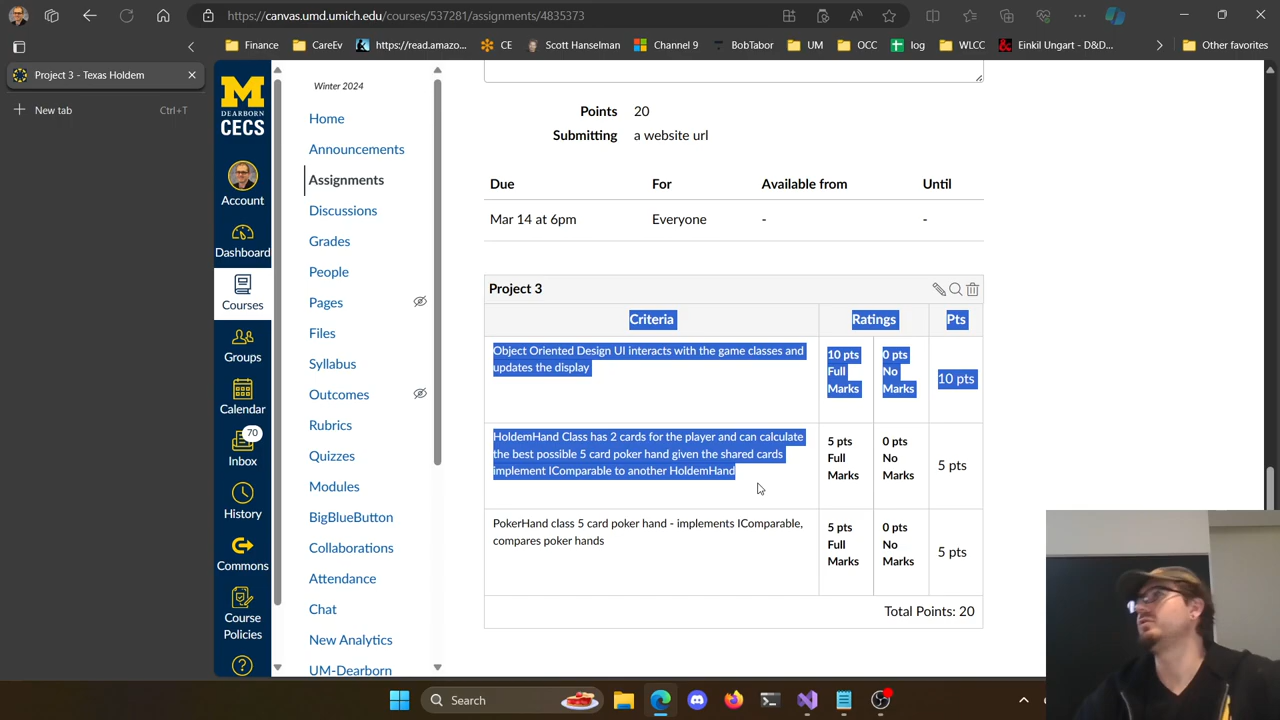 https://canvas.umd.umich.edu/courses/537281/assignments/4835373
Finance
CareEv
https://read.amazo...
CE
Scott Hanselman
Channel 9
BobTabor
UM
OCC
log
WLCC
Einkil Ungart - D&D...
Other favorites
Project 3 - Texas Holdem
New tab
Ctrl+T
M
DEARBORN
CECS
Account
Dashboard
Courses
Groups
Calendar
70
Inbox
History
Commons
Course
Policies
Winter 2024
Home
Announcements
Assignments
Discussions
Grades
People
Pages
Files
Syllabus
Outcomes
Rubrics
Quizzes
Modules
BigBlueButton
Collaborations
Attendance
Chat
New Analytics
UM-Dearborn
Points 20
Submitting a website url
Due For Available from Until
Mar 14 at 6pm Everyone - -
Project 3
Criteria Ratings Pts
Object Oriented Design UI interacts with the game classes and
updates the display
10 pts
Full
Marks
0 pts
No
Marks
10 pts
HoldemHand Class has 2 cards for the player and can calculate
the best possible 5 card poker hand given the shared cards
implement IComparable to another HoldemHand
5 pts
Full
Marks
0 pts
No
Marks
5 pts
PokerHand class 5 card poker hand - implements IComparable,
compares poker hands
5 pts
Full
Marks
0 pts
No
Marks
5 pts
Total Points: 20
Search